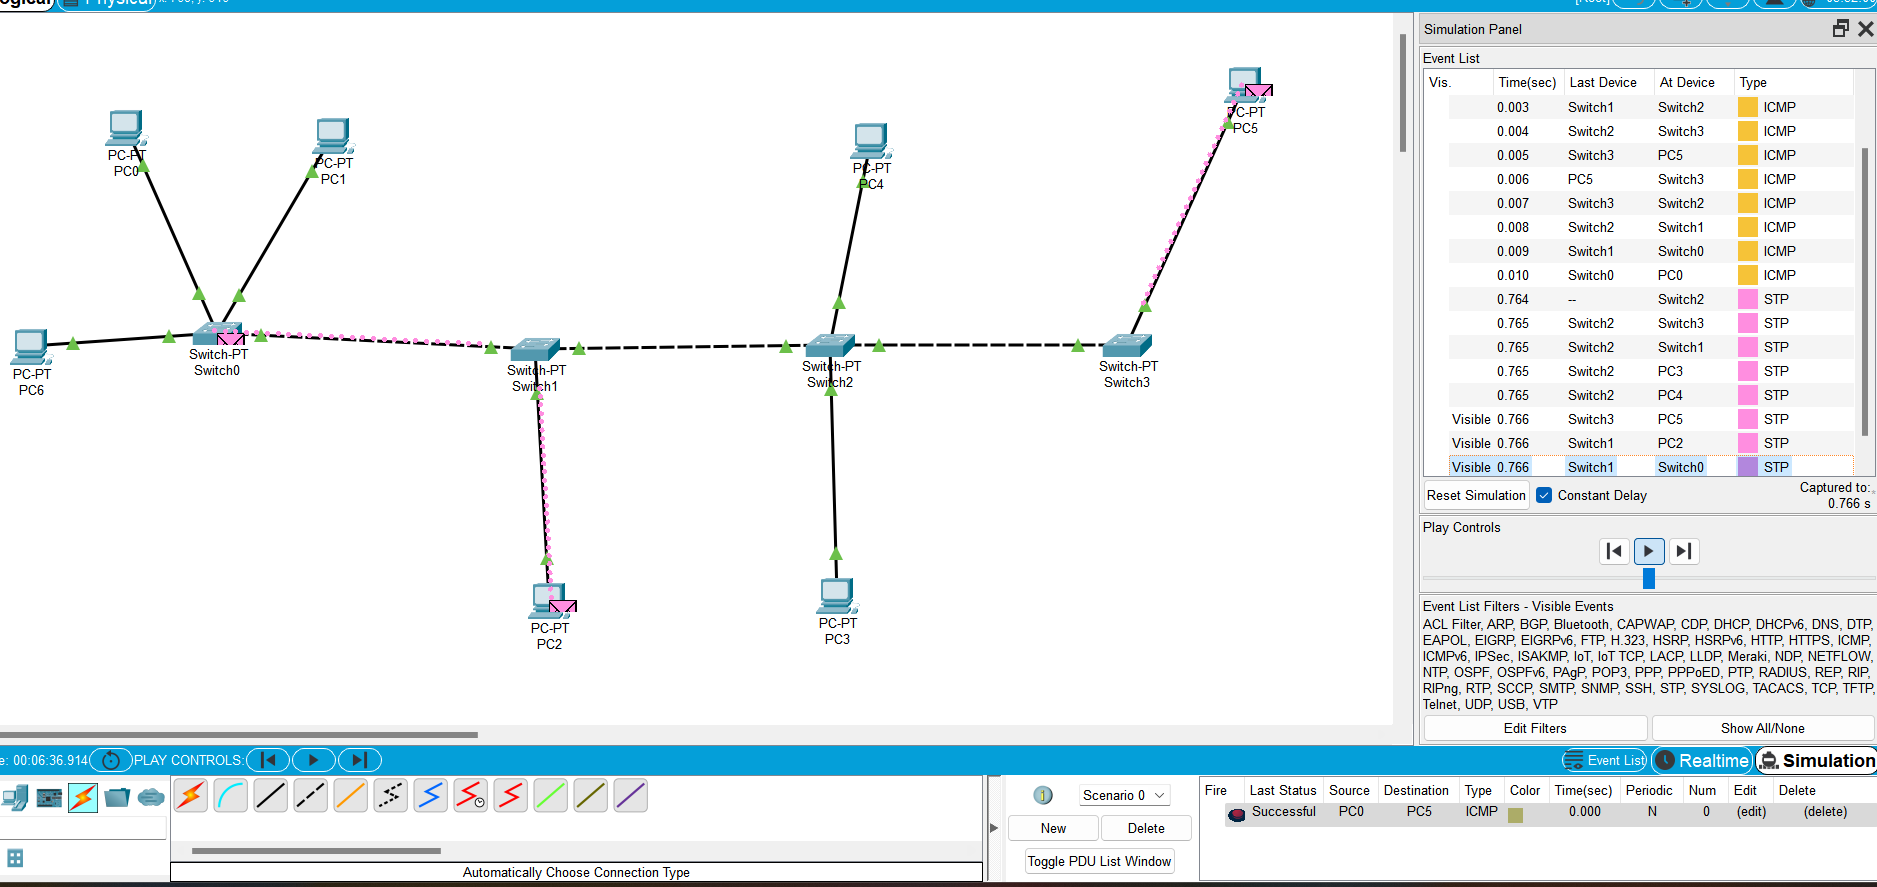 Logical
Physical x: 700, y: 315
[Root]
PC-PT
PC0
PC-PT
PC1
PC-PT
PC4
PC-PT
PC5
PC-PT
PC6
Switch-PT
Switch0
Switch-PT
Switch1
Switch-PT
Switch2
Switch-PT
Switch3
PC-PT
PC2
PC-PT
PC3
Simulation Panel
Event List
Vis. Time(sec) Last Device At Device Type
0.003 Switch1 Switch2 ICMP
0.004 Switch2 Switch3 ICMP
0.005 Switch3 PC5 ICMP
0.006 PC5 Switch3 ICMP
0.007 Switch3 Switch2 ICMP
0.008 Switch2 Switch1 ICMP
0.009 Switch1 Switch0 ICMP
0.010 Switch0 PC0 ICMP
0.764 -- Switch2 STP
0.765 Switch2 Switch3 STP
0.765 Switch2 Switch1 STP
0.765 Switch2 PC3 STP
0.765 Switch2 PC4 STP
Visible 0.766 Switch3 PC5 STP
Visible 0.766 Switch1 PC2 STP
Visible 0.766 Switch1 Switch0 STP
Reset Simulation Constant Delay Captured to:
0.766 s
Play Controls
Event List Filters - Visible Events
ACL Filter, ARP, BGP, Bluetooth, CAPWAP, CDP, DHCP, DHCPv6, DNS, DTP,
EAPOL, EIGRP, EIGRPv6, FTP, H.323, HSRP, HSRPv6, HTTP, HTTPS, ICMP,
ICMPv6, IPSec, ISAKMP, IoT, IoT TCP, LACP, LLDP, Meraki, NDP, NETFLOW,
NTP, OSPF, OSPFv6, PAgP, POP3, PPP, PPPoED, PTP, RADIUS, REP, RIP,
RIPng, RTP, SCCP, SMTP, SNMP, SSH, STP, SYSLOG, TACACS, TCP, TFTP,
Telnet, UDP, USB, VTP
Edit Filters Show All/None
e: 00:06:36.914 PLAY CONTROLS:
Event List Realtime Simulation
Scenario 0
New Delete
Toggle PDU List Window
Fire Last Status Source Destination Type Color Time(sec) Periodic Num Edit Delete
Successful PC0 PC5 ICMP 0.000 N 0 (edit) (delete)
Automatically Choose Connection Type